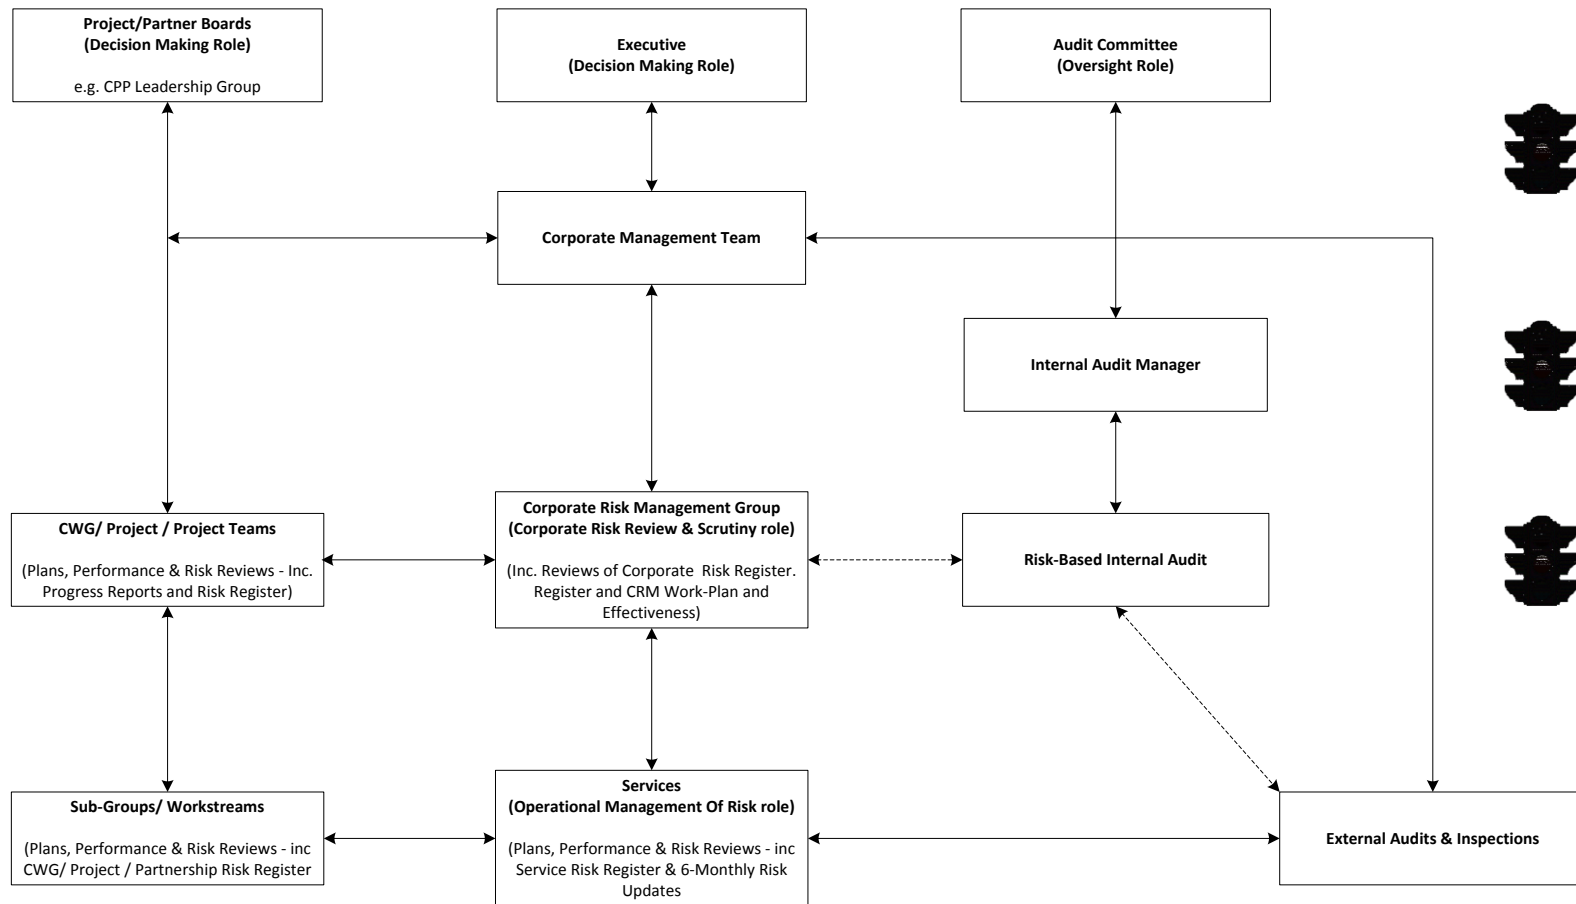 Project/Partner Boards
(Decision Making Role)
e.g. CPP Leadership Group
Executive
(Decision Making Role)
Audit Committee
(Oversight Role)
Corporate Management Team
Internal Audit Manager
CWG/ Project / Project Teams
(Plans, Performance & Risk Reviews - Inc.
Progress Reports and Risk Register)
Corporate Risk Management Group
(Corporate Risk Review & Scrutiny role)
(Inc. Reviews of Corporate Risk Register.
Register and CRM Work-Plan and
Effectiveness)
Risk-Based Internal Audit
Sub-Groups/ Workstreams
(Plans, Performance & Risk Reviews - inc
CWG/ Project / Partnership Risk Register
Services
(Operational Management Of Risk role)
(Plans, Performance & Risk Reviews - inc
Service Risk Register & 6-Monthly Risk
Updates
External Audits & Inspections